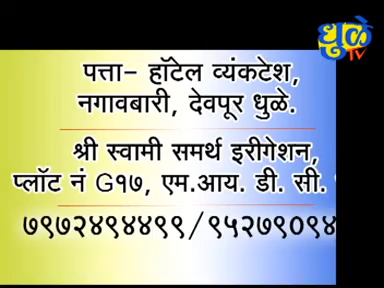 धुळे
TV
पत्ता- हॉटेल व्यंकटेश,
नगावबारी, देवपूर धुळे.
श्री स्वामी समर्थ इरीगेशन,
प्लॉट नं G१७, एम.आय. डी. सी.
७९७२४९४४९९/९५२७९०९४